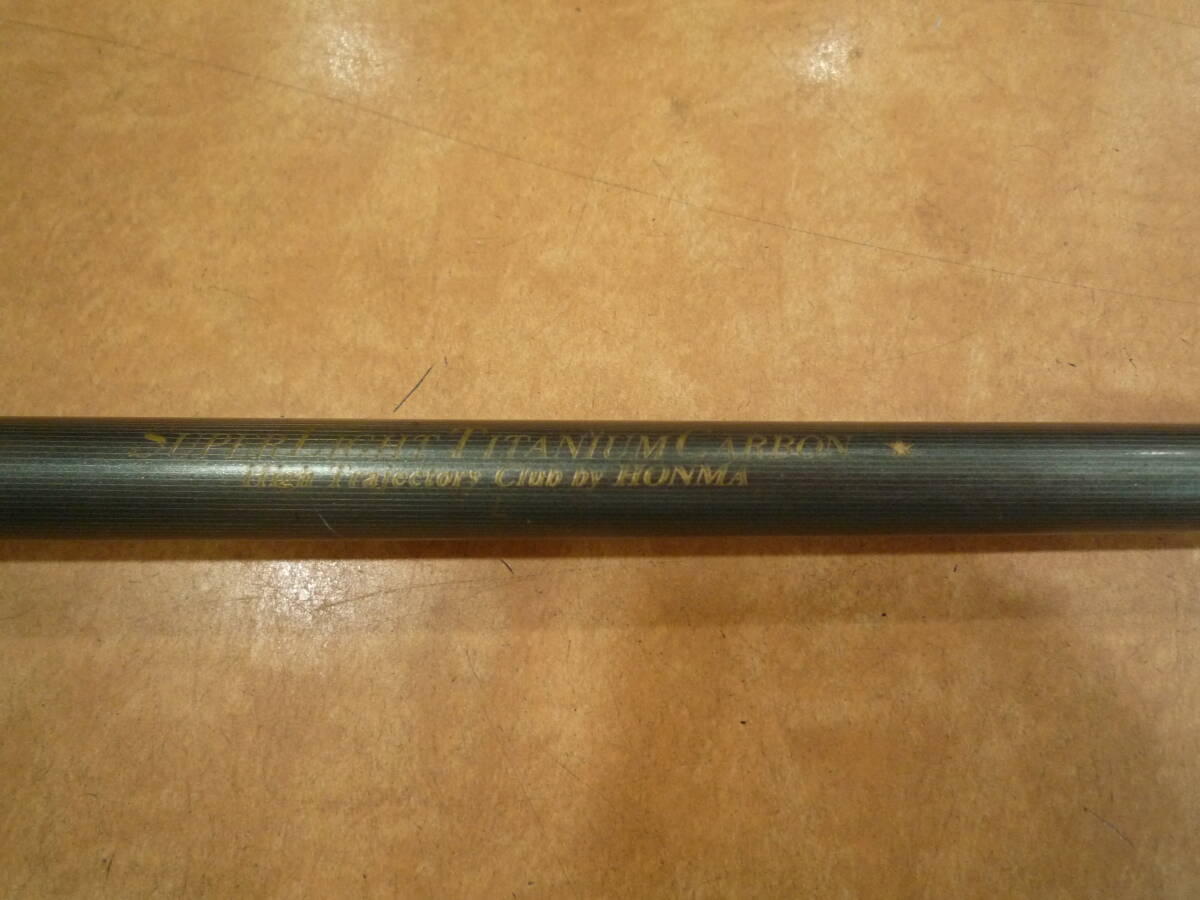 SUPER LIGHT TITANIUM CARBON ★
High Trajectory Club by HONMA